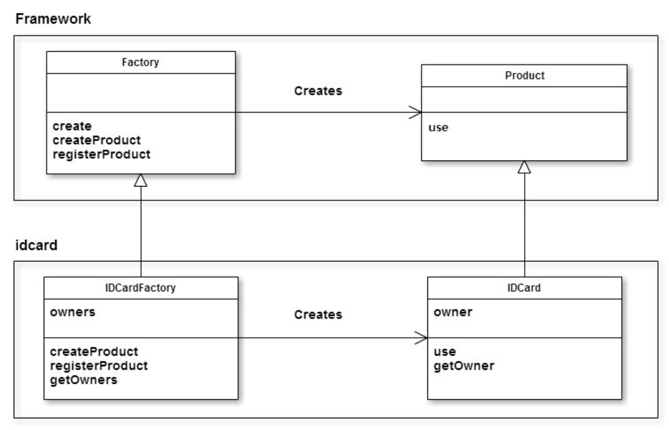 Framework
Factory
create
createProduct
registerProduct
Creates
Product
use
idcard
IDCardFactory
owners
createProduct
registerProduct
getOwners
Creates
IDCard
owner
use
getOwner